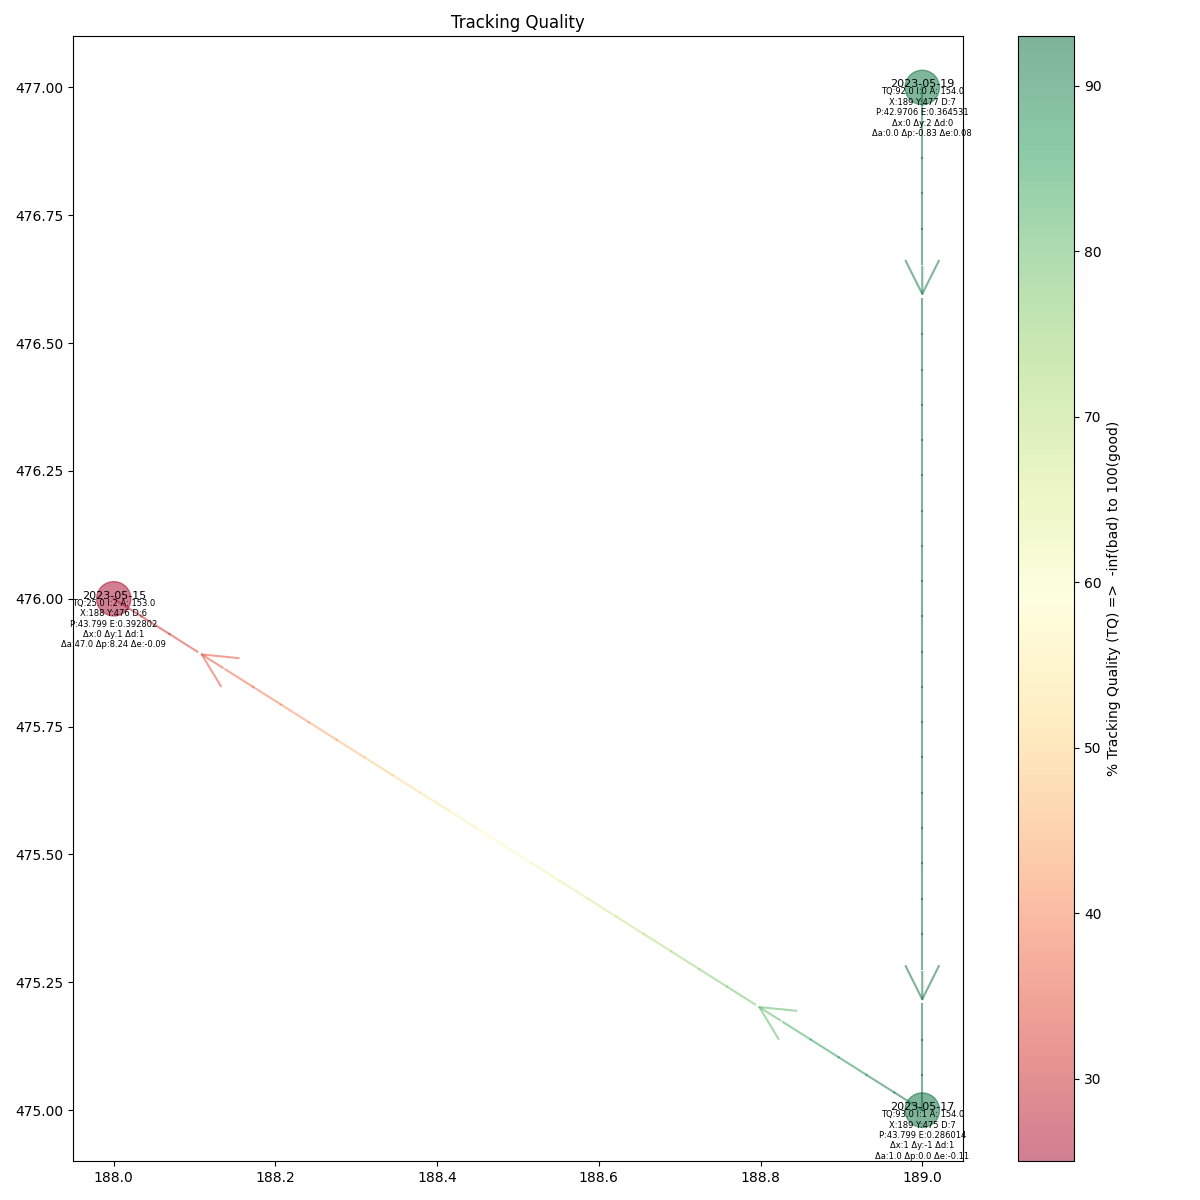 Tracking Quality
477.00
476.75
476.50
476.25
476.00
475.75
475.50
475.25
475.00
2023-05-19
TQ:92.0 I:0 A: 154.0
X:189 Y:477 D:7
P:42.9706 E:0.364531
Δx:0 Δy:2 Δd:0
Δa:0.0 Δp:-0.83 Δe:0.08
2023-05-15
TQ:25.0 I:2 A: 153.0
X:188 Y:476 D:6
P:43.799 E:0.392802
Δx:0 Δy:1 Δd:1
Δa:47.0 Δp:8.24 Δe:-0.09
2023-05-17
TQ:93.0 I:1 A: 154.0
X:189 Y:475 D:7
P:43.799 E:0.286014
Δx:1 Δy:-1 Δd:1
Δa:1.0 Δp:0.0 Δe:-0.11
188.0
188.2
188.4
188.6
188.8
189.0
90
80
70
60
50
40
30
% Tracking Quality (TQ) => -inf(bad) to 100(good)